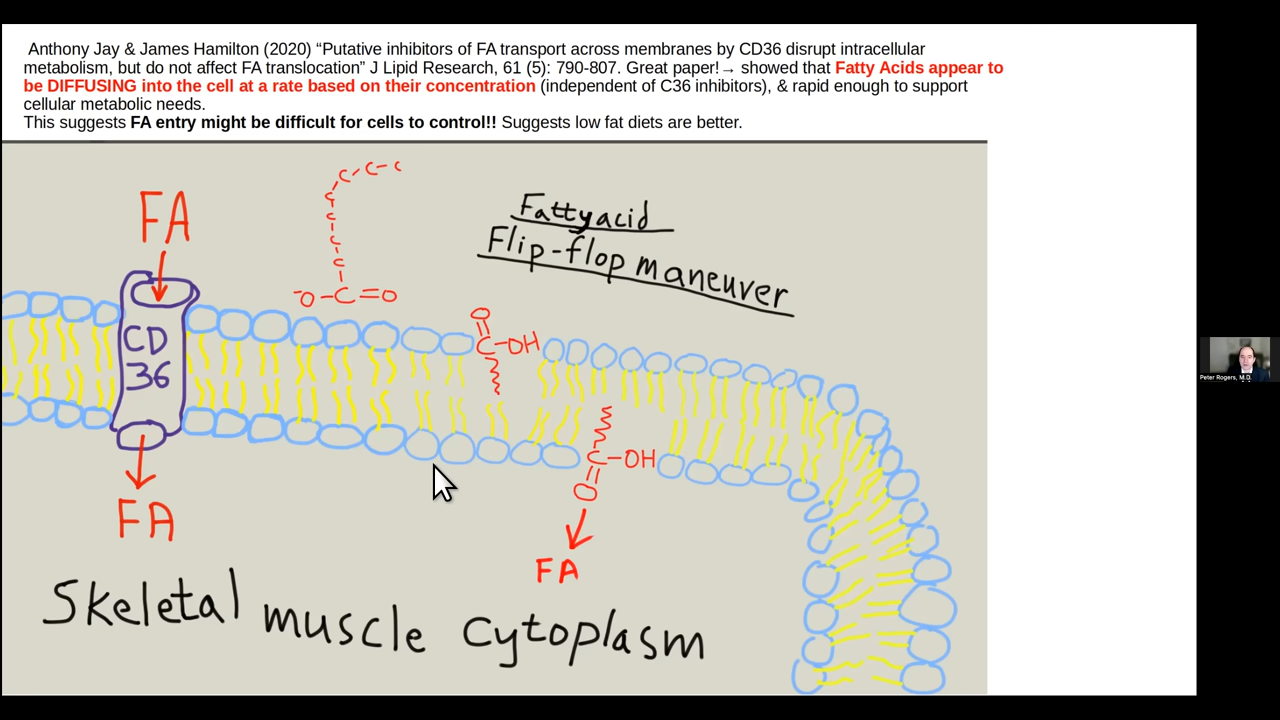 Anthony Jay & James Hamilton (2020) “Putative inhibitors of FA transport across membranes by CD36 disrupt intracellular
metabolism, but do not affect FA translocation” J Lipid Research, 61 (5): 790-807. Great paper!→ showed that Fatty Acids appear to
be DIFFUSING into the cell at a rate based on their concentration (independent of C36 inhibitors), & rapid enough to support
cellular metabolic needs.
This suggests FA entry might be difficult for cells to control!! Suggests low fat diets are better.
C-C-C
C
C
C
C
-O-C=O
FA
Fattyacid
Flip-flop maneuver
CD
36
O
C-OH
C-OH
O
FA
FA
Skeletal muscle cytoplasm
Peter Rogers, M.D.